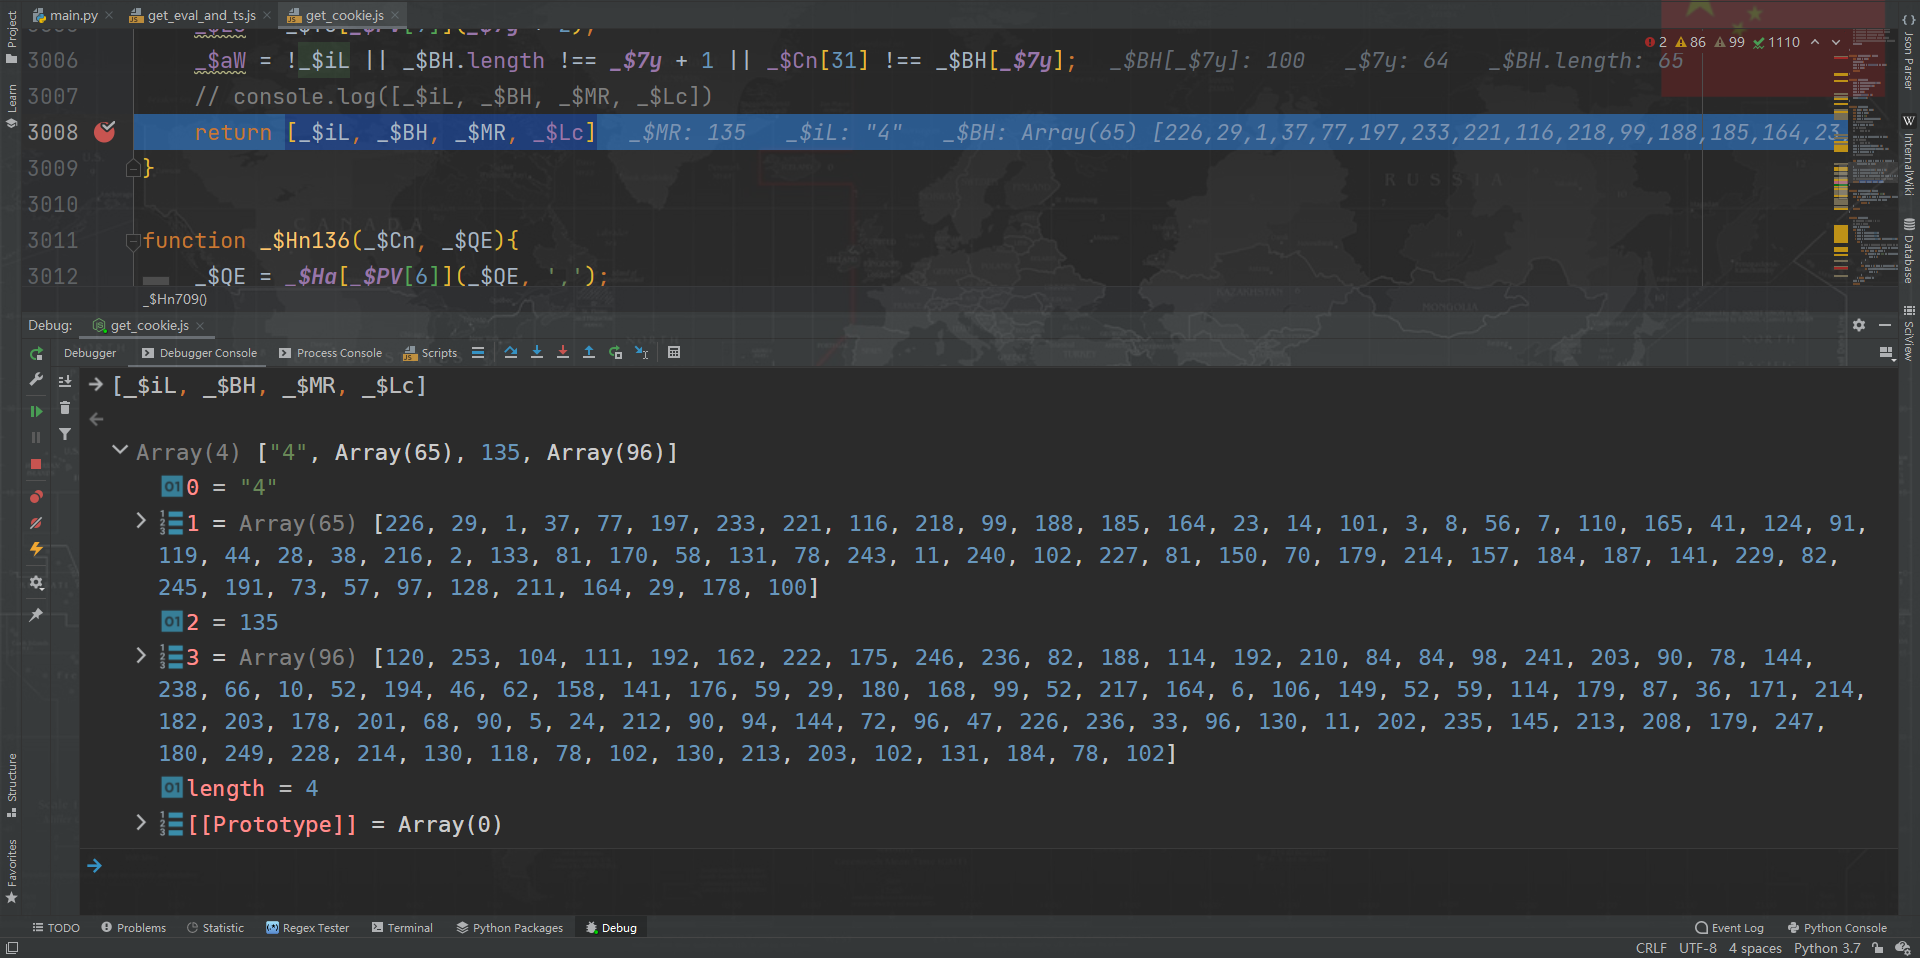 main.py
get_eval_and_ts.js
get_cookie.js
3006 _$aW = !_$iL || _$BH.length !== _$7y + 1 || _$Cn[31] !== _$BH[_$7y]; _$BH[_$7y]: 100 _$7y: 64 _$BH.length: 65
2 86 99 1110
3007 // console.log([_$iL, _$BH, _$MR, _$Lc])
3008 return [_$iL, _$BH, _$MR, _$Lc] _$MR: 135 _$iL: "4" _$BH: Array(65) [226,29,1,37,77,197,233,221,116,218,99,188,185,164,23
3009 }
3010
3011 function _$Hn136(_$Cn, _$QE){
3012 _$QE = _$Ha[_$PV[6]](_$QE, ',');
_$Hn709()
Debug: get_cookie.js
Debugger Debugger Console Process Console Scripts
[_$iL, _$BH, _$MR, _$Lc]
Array(4) ["4", Array(65), 135, Array(96)]
0 = "4"
1 = Array(65) [226, 29, 1, 37, 77, 197, 233, 221, 116, 218, 99, 188, 185, 164, 23, 14, 101, 3, 8, 56, 7, 110, 165, 41, 124, 91,
119, 44, 28, 38, 216, 2, 133, 81, 170, 58, 131, 78, 243, 11, 240, 102, 227, 81, 150, 70, 179, 214, 157, 184, 187, 141, 229, 82,
245, 191, 73, 57, 97, 128, 211, 164, 29, 178, 100]
2 = 135
3 = Array(96) [120, 253, 104, 111, 192, 162, 222, 175, 246, 236, 82, 188, 114, 192, 210, 84, 84, 98, 241, 203, 90, 78, 144,
238, 66, 10, 52, 194, 46, 62, 158, 141, 176, 59, 29, 180, 168, 99, 52, 217, 164, 6, 106, 149, 52, 59, 114, 179, 87, 36, 171, 214,
182, 203, 178, 201, 68, 90, 5, 24, 212, 90, 94, 144, 72, 96, 47, 226, 236, 33, 96, 130, 11, 202, 235, 145, 213, 208, 179, 247,
180, 249, 228, 214, 130, 118, 78, 102, 130, 213, 203, 102, 131, 184, 78, 102]
length = 4
[[Prototype]] = Array(0)
Project
Learn
Structure
Favorites
Json Parser
InternalWiki
Database
SciView
TODO Problems Statistic Regex Tester Terminal Python Packages Debug Event Log Python Console
CRLF UTF-8 4 spaces Python 3.7